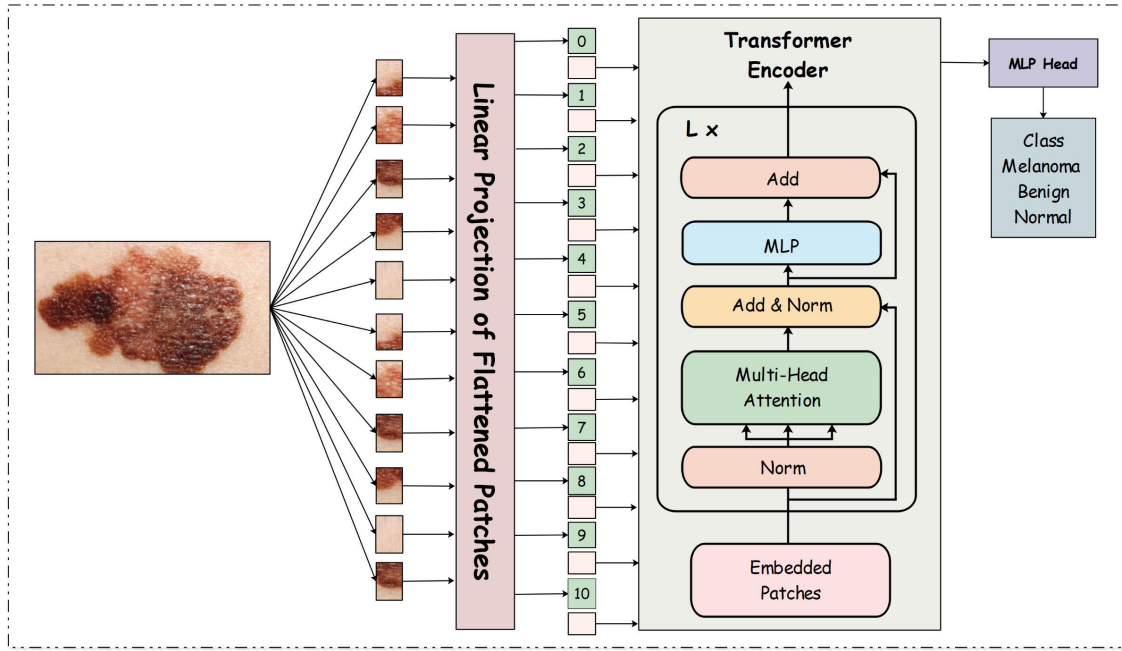 Linear Projection of Flattened Patches
0
1
2
3
4
5
6
7
8
9
10
Transformer
Encoder
L x
Add
MLP
Add & Norm
Multi-Head
Attention
Norm
Embedded
Patches
MLP Head
Class
Melanoma
Benign
Normal